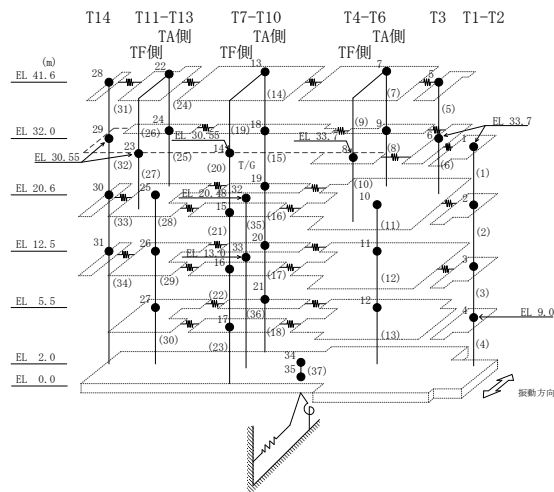 T14 T11-T13 T7-T10 T4-T6 T3 T1-T2
TA側 TA側 TA側
TF側 TF側
(m)
EL 41.6 28 22 13 7 5
(31) (24) (14) (7) (5)
EL 32.0 29 24 18 9 6 1 EL 33.7
(26) EL 30.55 (19) EL 33.7 (9) (6) (1)
EL 30.55 23 14 8
(32) (25) T/G (15) (8)
(27) (20) (10)
EL 20.6 30 25 EL 20.48 32 19 10 2
(33) (28) 15 (35) (16) (11) (2)
(21)
EL 12.5 31 26 EL 13.0 33 20 11 3
(34) (29) 16 (17) (12) (3)
EL 5.5 27 (22) 21 12 4 EL 9.0
(30) 17 (36) (18) (13)
(23) (4)
EL 2.0 34
EL 0.0 35 (37)
振動方向